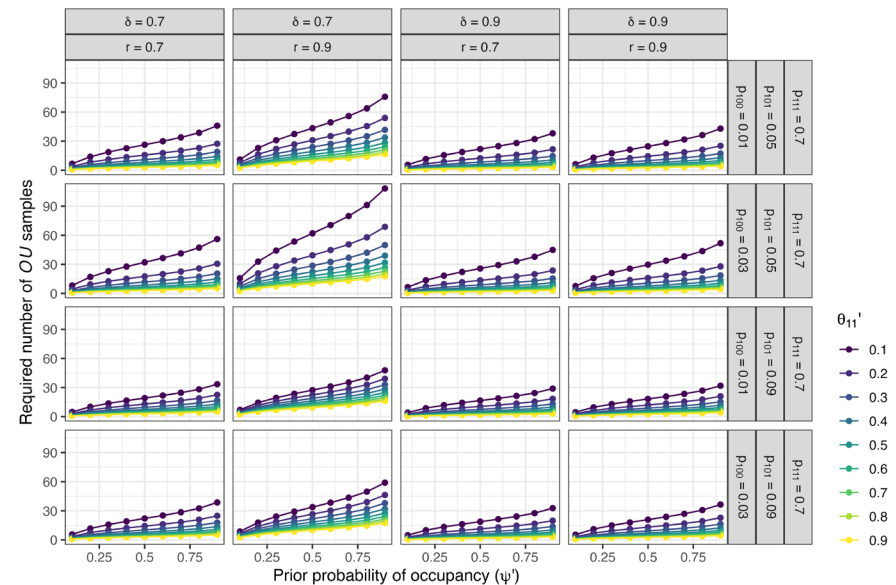 δ = 0.7 δ = 0.7 δ = 0.9 δ = 0.9
r = 0.7 r = 0.9 r = 0.7 r = 0.9
Required number of OU samples
90
60
30
0
p₁₀₀ = 0.01
p₁₀₁ = 0.05
p₁₁₁ = 0.7
90
60
30
0
p₁₀₀ = 0.03
p₁₀₁ = 0.05
p₁₁₁ = 0.7
90
60
30
0
p₁₀₀ = 0.01
p₁₀₁ = 0.09
p₁₁₁ = 0.7
90
60
30
0
p₁₀₀ = 0.03
p₁₀₁ = 0.09
p₁₁₁ = 0.7
0.25 0.5 0.75 0.25 0.5 0.75 0.25 0.5 0.75 0.25 0.5 0.75
Prior probability of occupancy (ψ')
θ₁₁'
0.1
0.2
0.3
0.4
0.5
0.6
0.7
0.8
0.9